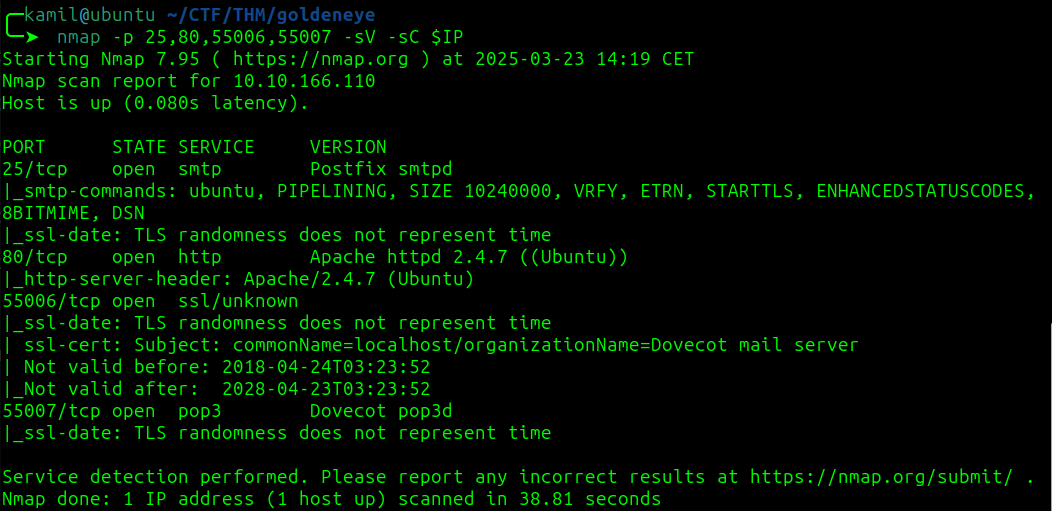 kamil@ubuntu ~/CTF/THM/goldeneye
nmap -p 25,80,55006,55007 -sV -sC $IP
Starting Nmap 7.95 ( https://nmap.org ) at 2025-03-23 14:19 CET
Nmap scan report for 10.10.166.110
Host is up (0.080s latency).

PORT      STATE SERVICE     VERSION
25/tcp    open  smtp        Postfix smtpd
|_smtp-commands: ubuntu, PIPELINING, SIZE 10240000, VRFY, ETRN, STARTTLS, ENHANCEDSTATUSCODES,
8BITMIME, DSN
|_ssl-date: TLS randomness does not represent time
80/tcp    open  http        Apache httpd 2.4.7 ((Ubuntu))
|_http-server-header: Apache/2.4.7 (Ubuntu)
55006/tcp open  ssl/unknown
|_ssl-date: TLS randomness does not represent time
| ssl-cert: Subject: commonName=localhost/organizationName=Dovecot mail server
| Not valid before: 2018-04-24T03:23:52
|_Not valid after:  2028-04-23T03:23:52
55007/tcp open  pop3        Dovecot pop3d
|_ssl-date: TLS randomness does not represent time

Service detection performed. Please report any incorrect results at https://nmap.org/submit/ .
Nmap done: 1 IP address (1 host up) scanned in 38.81 seconds